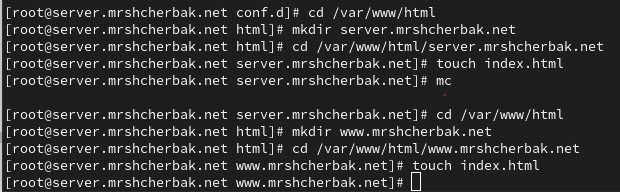 [root@server.mrshcherbak.net conf.d]# cd /var/www/html
[root@server.mrshcherbak.net html]# mkdir server.mrshcherbak.net
[root@server.mrshcherbak.net html]# cd /var/www/html/server.mrshcherbak.net
[root@server.mrshcherbak.net server.mrshcherbak.net]# touch index.html
[root@server.mrshcherbak.net server.mrshcherbak.net]# mc
[root@server.mrshcherbak.net server.mrshcherbak.net]# cd /var/www/html
[root@server.mrshcherbak.net html]# mkdir www.mrshcherbak.net
[root@server.mrshcherbak.net html]# cd /var/www/html/www.mrshcherbak.net
[root@server.mrshcherbak.net www.mrshcherbak.net]# touch index.html
[root@server.mrshcherbak.net www.mrshcherbak.net]#